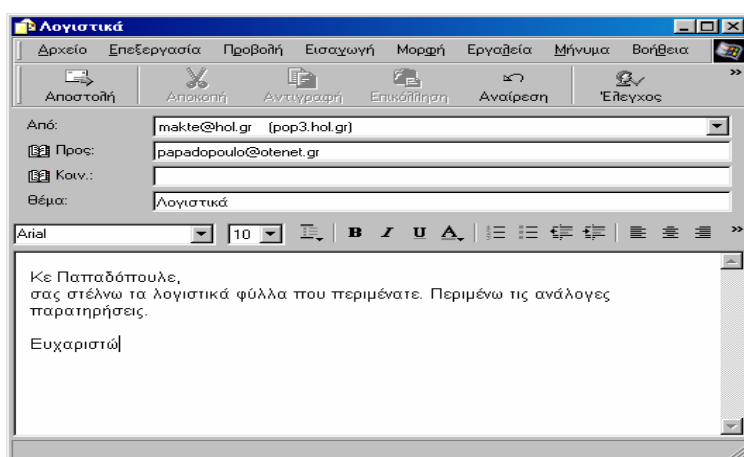 Λογιστικά
Αρχείο Επεξεργασία Προβολή Εισαγωγή Μορφή Εργαλεία Μήνυμα Βοήθεια
Αποστολή Αποκοπή Αντιγραφή Επικόλληση Αναίρεση Έλεγχος »
Από: makte@hol.gr (pop3.hol.gr)
Προς: papadopoulo@otenet.gr
Κοιν.:
Θέμα: Λογιστικά
Arial 10 B I U A »
Κε Παπαδόπουλε,
σας στέλνω τα λογιστικά φύλλα που περιμένατε. Περιμένω τις ανάλογες
παρατηρήσεις.
Ευχαριστώ